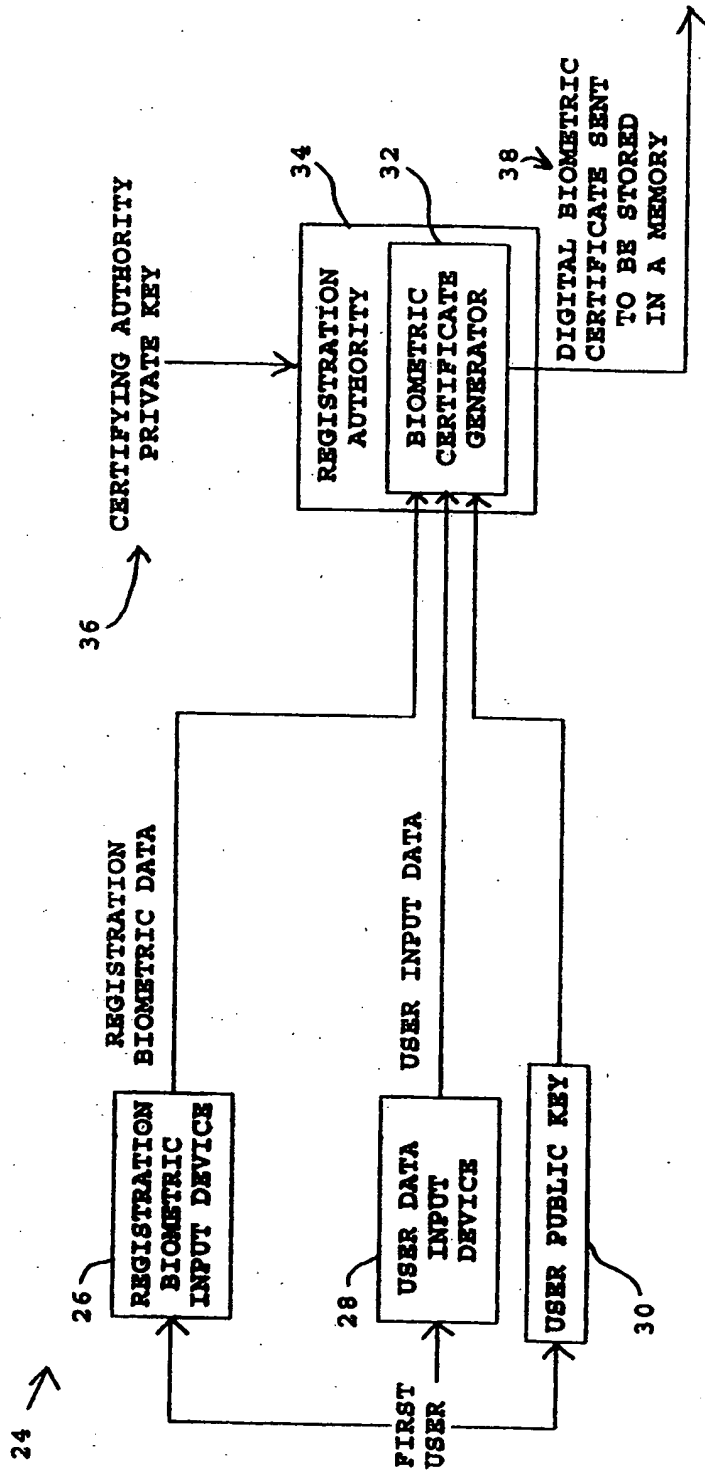 24
FIRST
USER
26
REGISTRATION
BIOMETRIC
INPUT DEVICE
REGISTRATION
BIOMETRIC DATA
28
USER DATA
INPUT
DEVICE
USER INPUT DATA
USER PUBLIC KEY
30
36
CERTIFYING AUTHORITY
PRIVATE KEY
34
REGISTRATION
AUTHORITY
32
BIOMETRIC
CERTIFICATE
GENERATOR
38
DIGITAL BIOMETRIC
CERTIFICATE SENT
TO BE STORED
IN A MEMORY